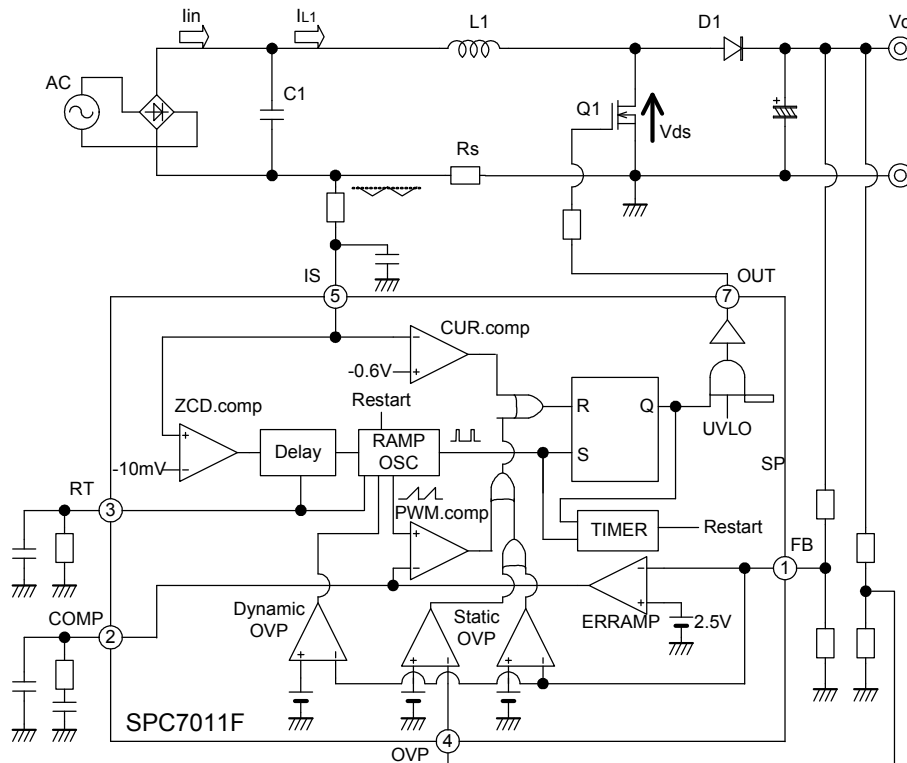 Iin
IL1
L1
D1
Vo
AC
C1
Q1
Vds
Rs
+
IS
5
7
OUT
CUR.comp
-
+
-0.6V
Restart
ZCD.comp
R
Q
RAMP
OSC
Delay
S
UVLO
+
-
-10mV
SP
RT
3
PWM.comp
TIMER
Restart
+
-
FB
1
COMP
2
Dynamic
OVP
Static
OVP
ERRAMP
-
+
2.5V
+
-
+
-
+
-
SPC7011F
OVP
4